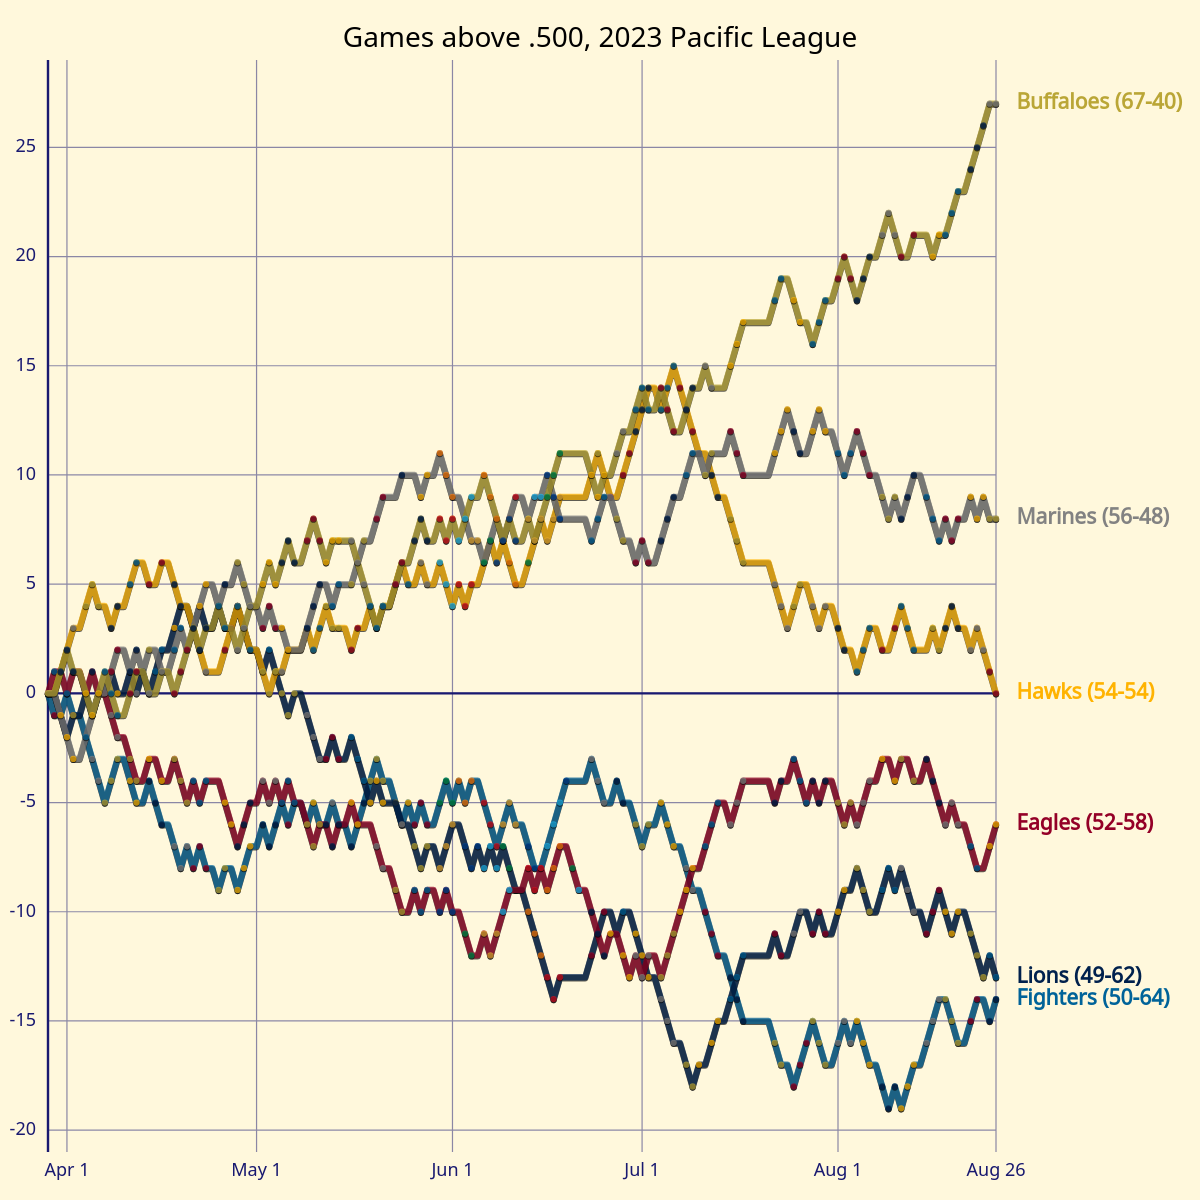 Games above .500, 2023 Pacific League
Buffaloes (67-40)
25
20
15
10
Marines (56-48)
5
0
Hawks (54-54)
-5
Eagles (52-58)
-10
Lions (49-62)
Fighters (50-64)
-15
-20
Apr 1 May 1 Jun 1 Jul 1 Aug 1 Aug 26